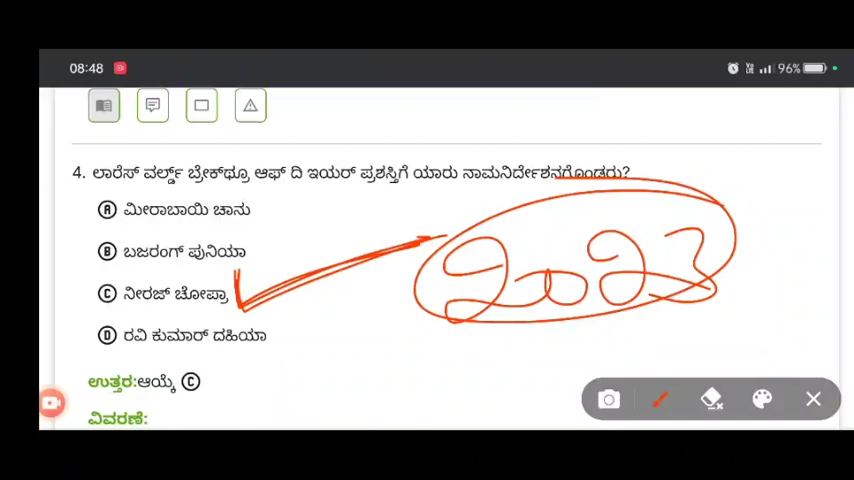 08:48
96%
4. ಲಾರೆಸ್ ವರ್ಲ್ಡ್ ಬ್ರೇಕ್‌ಥ್ರೂ ಆಫ್ ದಿ ಇಯರ್ ಪ್ರಶಸ್ತಿಗೆ ಯಾರು ನಾಮನಿರ್ದೇಶನಗೊಂಡರು?
A ಮೀರಾಬಾಯಿ ಚಾನು
B ಬಜರಂಗ್ ಪುನಿಯಾ
C ನೀರಜ್ ಚೋಪ್ರಾ
2023
D ರವಿ ಕುಮಾರ್ ದಹಿಯಾ
ಉತ್ತರ:ಆಯ್ಕೆ C
ವಿವರಣೆ: